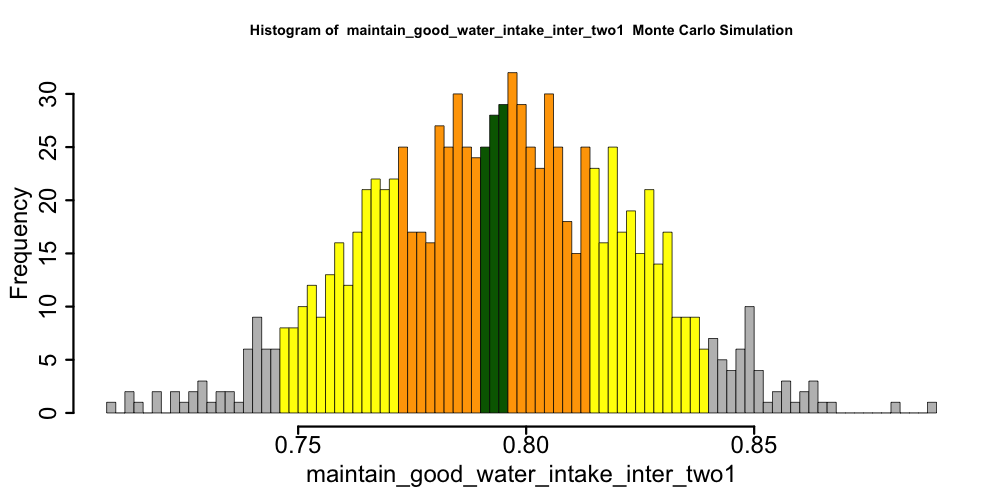 Histogram of  maintain_good_water_intake_inter_two1  Monte Carlo Simulation
Frequency
30
25
20
15
10
5
0
0.75 0.80 0.85
maintain_good_water_intake_inter_two1